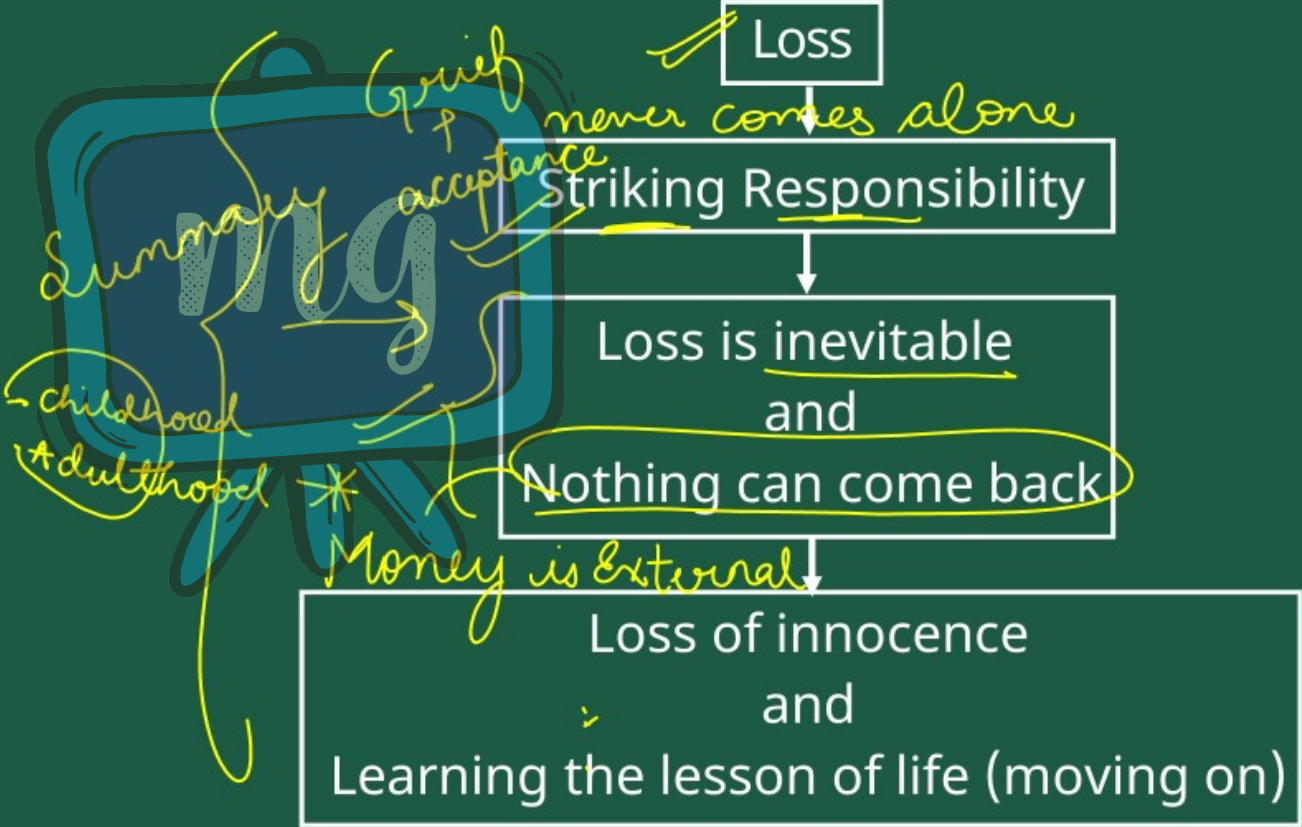 Loss
Grief
never comes alone
+
acceptance
Striking Responsibility
Summary
mg
Loss is inevitable
and
Nothing can come back
- childhood
Adulthood
Money is External
Loss of innocence
and
Learning the lesson of life (moving on)